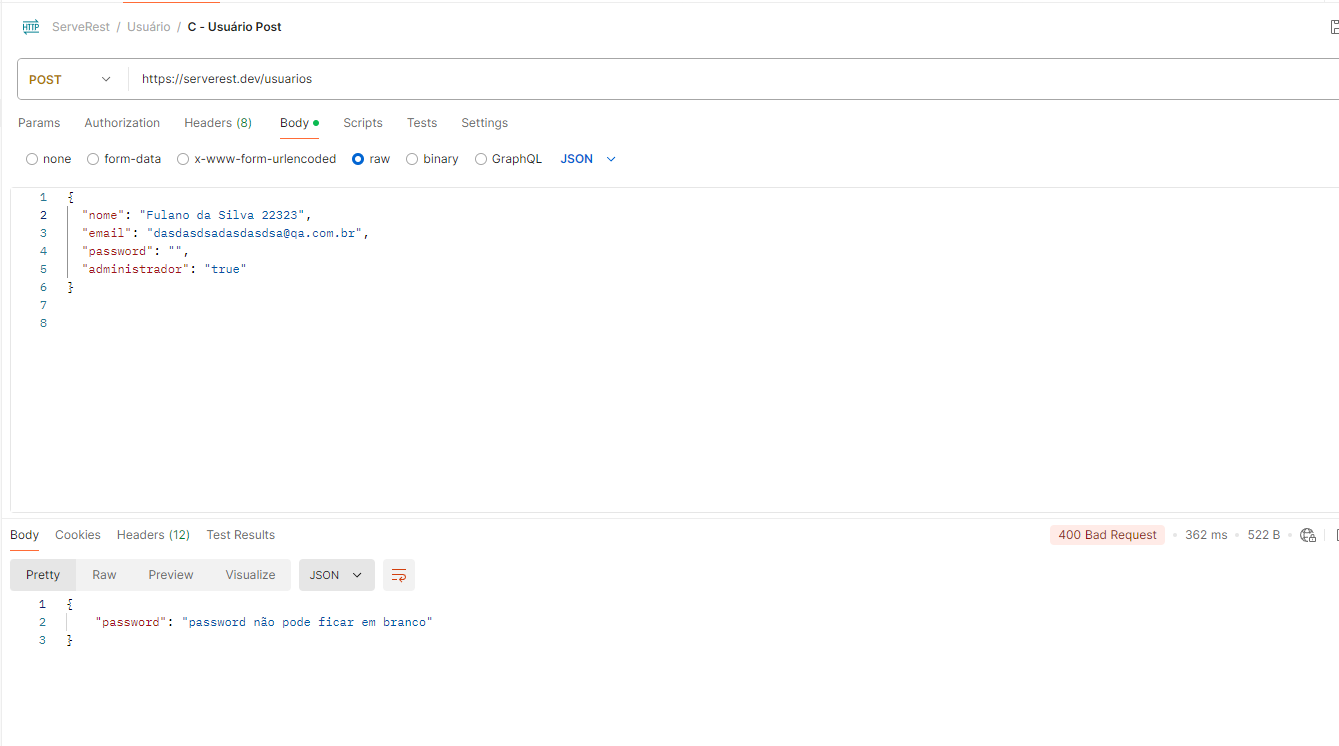 HTTP ServeRest / Usuário / C - Usuário Post
POST https://serverest.dev/usuarios
Params Authorization Headers (8) Body Scripts Tests Settings
none form-data x-www-form-urlencoded raw binary GraphQL JSON
1 {
2 "nome": "Fulano da Silva 22323",
3 "email": "dasdasdsadasdasdsa@qa.com.br",
4 "password": "",
5 "administrador": "true"
6 }
7
8
Body Cookies Headers (12) Test Results 400 Bad Request 362 ms 522 B
Pretty Raw Preview Visualize JSON
1 {
2 "password": "password não pode ficar em branco"
3 }